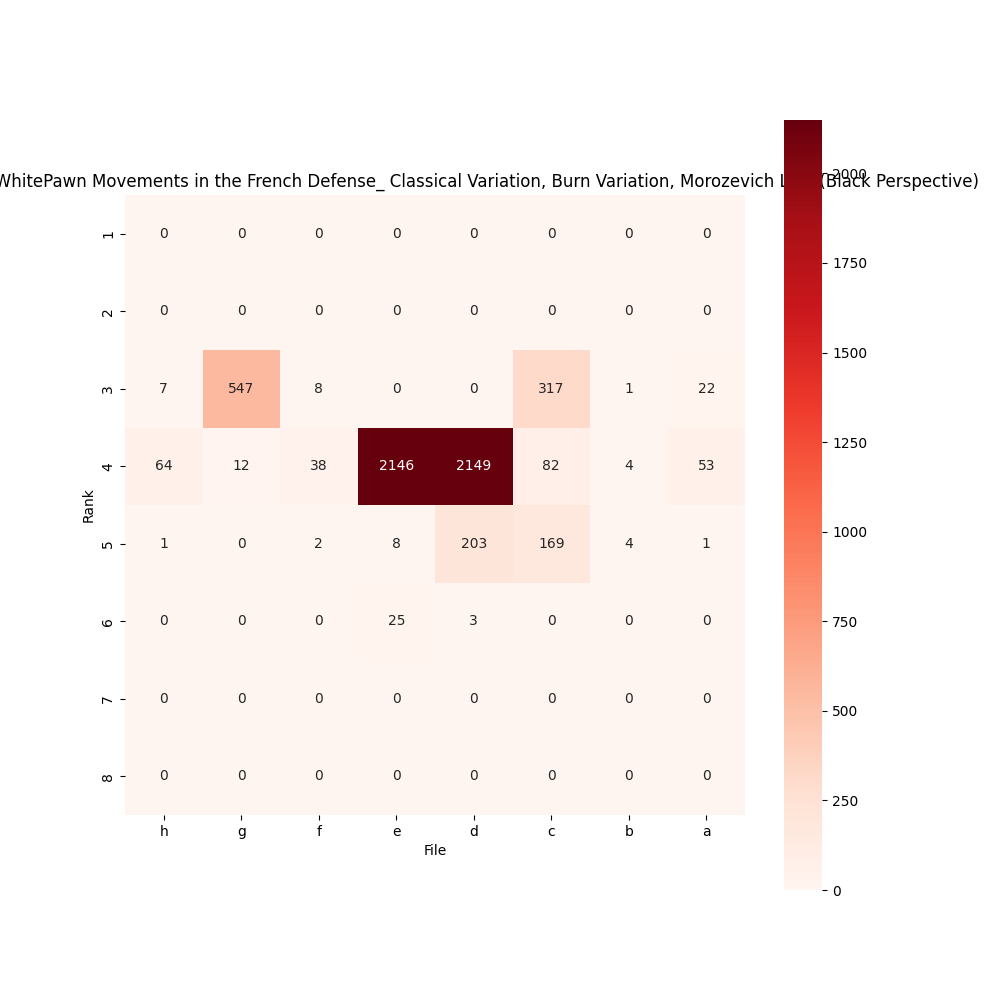 WhitePawn Movements in the French Defense_ Classical Variation, Burn Variation, Morozevich L (Black Perspective)
2000
1750
1500
1250
1000
750
500
250
0
1 0 0 0 0 0 0 0 0
2 0 0 0 0 0 0 0 0
3 7 547 8 0 0 317 1 22
4 64 12 38 2146 2149 82 4 53
Rank
5 1 0 2 8 203 169 4 1
6 0 0 0 25 3 0 0 0
7 0 0 0 0 0 0 0 0
8 0 0 0 0 0 0 0 0
h g f e d c b a
File